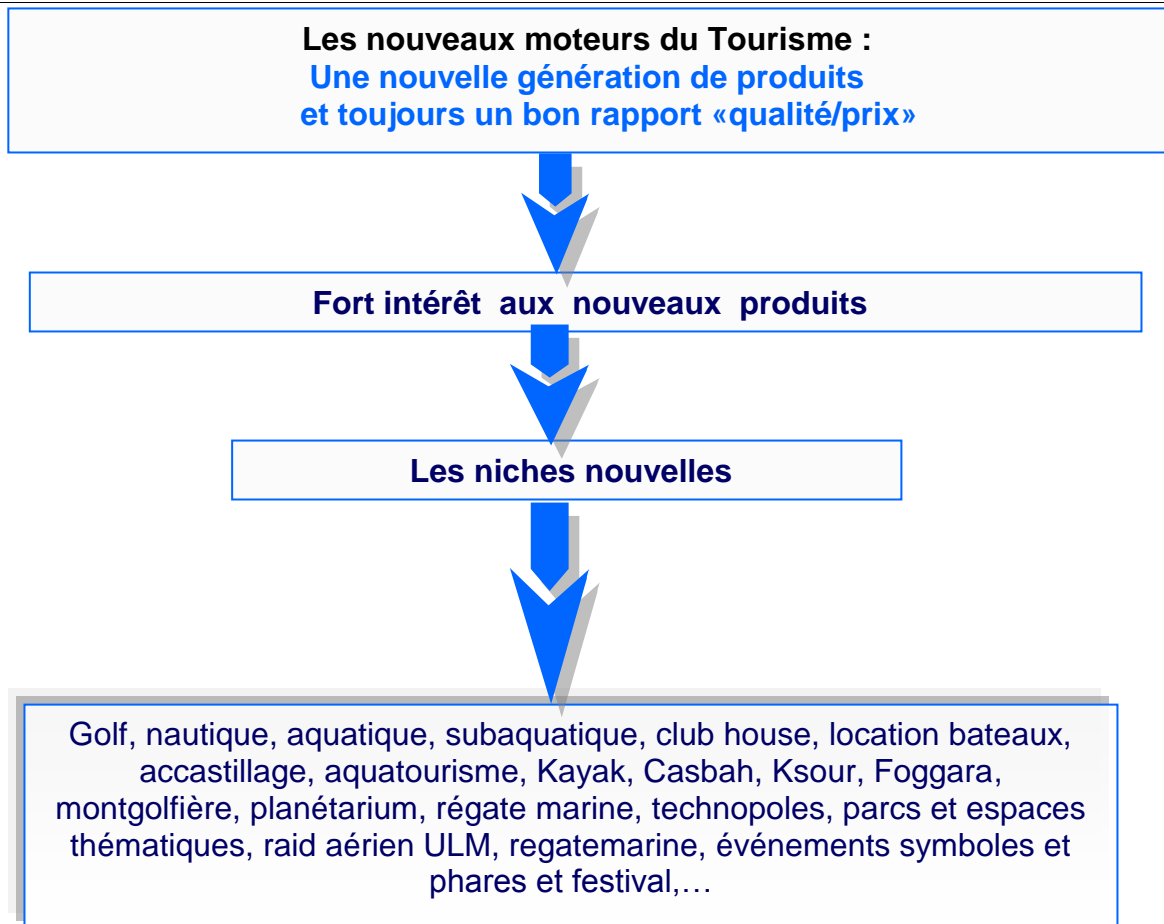 Les nouveaux moteurs du Tourisme :
Une nouvelle génération de produits
et toujours un bon rapport «qualité/prix»
Fort intérêt aux nouveaux produits
Les niches nouvelles
Golf, nautique, aquatique, subaquatique, club house, location bateaux,
accastillage, aquatourisme, Kayak, Casbah, Ksour, Foggara,
montgolfière, planétarium, régate marine, technopoles, parcs et espaces
thématiques, raid aérien ULM, regatemarine, événements symboles et
phares et festival,…